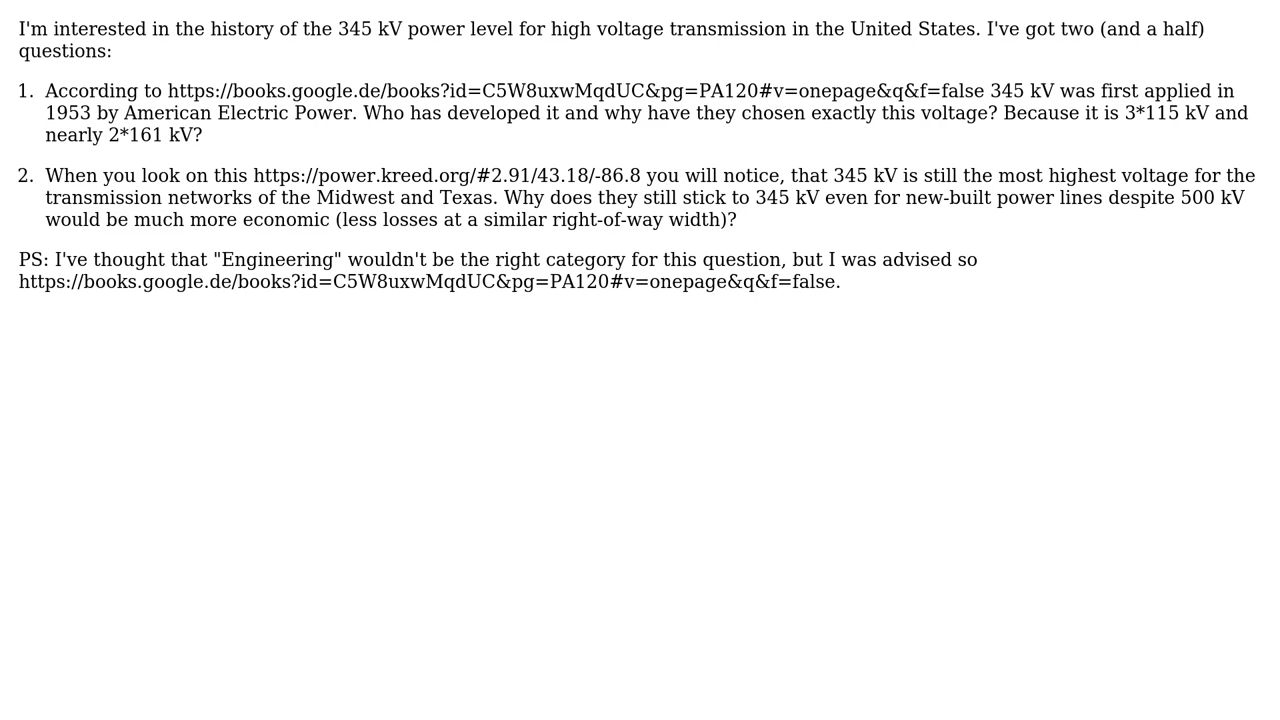 I'm interested in the history of the 345 kV power level for high voltage transmission in the United States. I've got two (and a half)
questions:
1. According to https://books.google.de/books?id=C5W8uxwMqdUC&pg=PA120#v=onepage&q&f=false 345 kV was first applied in
1953 by American Electric Power. Who has developed it and why have they chosen exactly this voltage? Because it is 3*115 kV and
nearly 2*161 kV?
2. When you look on this https://power.kreed.org/#2.91/43.18/-86.8 you will notice, that 345 kV is still the most highest voltage for the
transmission networks of the Midwest and Texas. Why does they still stick to 345 kV even for new-built power lines despite 500 kV
would be much more economic (less losses at a similar right-of-way width)?
PS: I've thought that "Engineering" wouldn't be the right category for this question, but I was advised so
https://books.google.de/books?id=C5W8uxwMqdUC&pg=PA120#v=onepage&q&f=false.